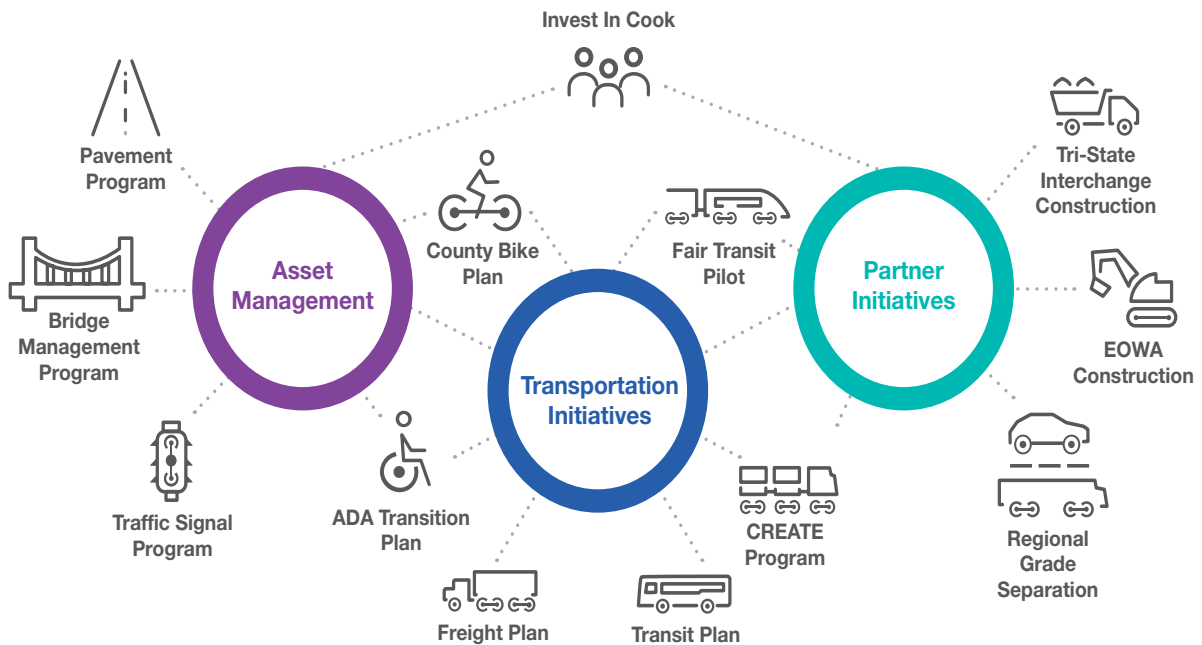 Invest In Cook
Pavement
Program
Tri-State
Interchange
Construction
County Bike
Plan
Fair Transit
Pilot
Asset
Management
Partner
Initiatives
Bridge
Management
Program
EOWA
Construction
Transportation
Initiatives
Traffic Signal
Program
ADA Transition
Plan
CREATE
Program
Regional
Grade
Separation
Freight Plan
Transit Plan